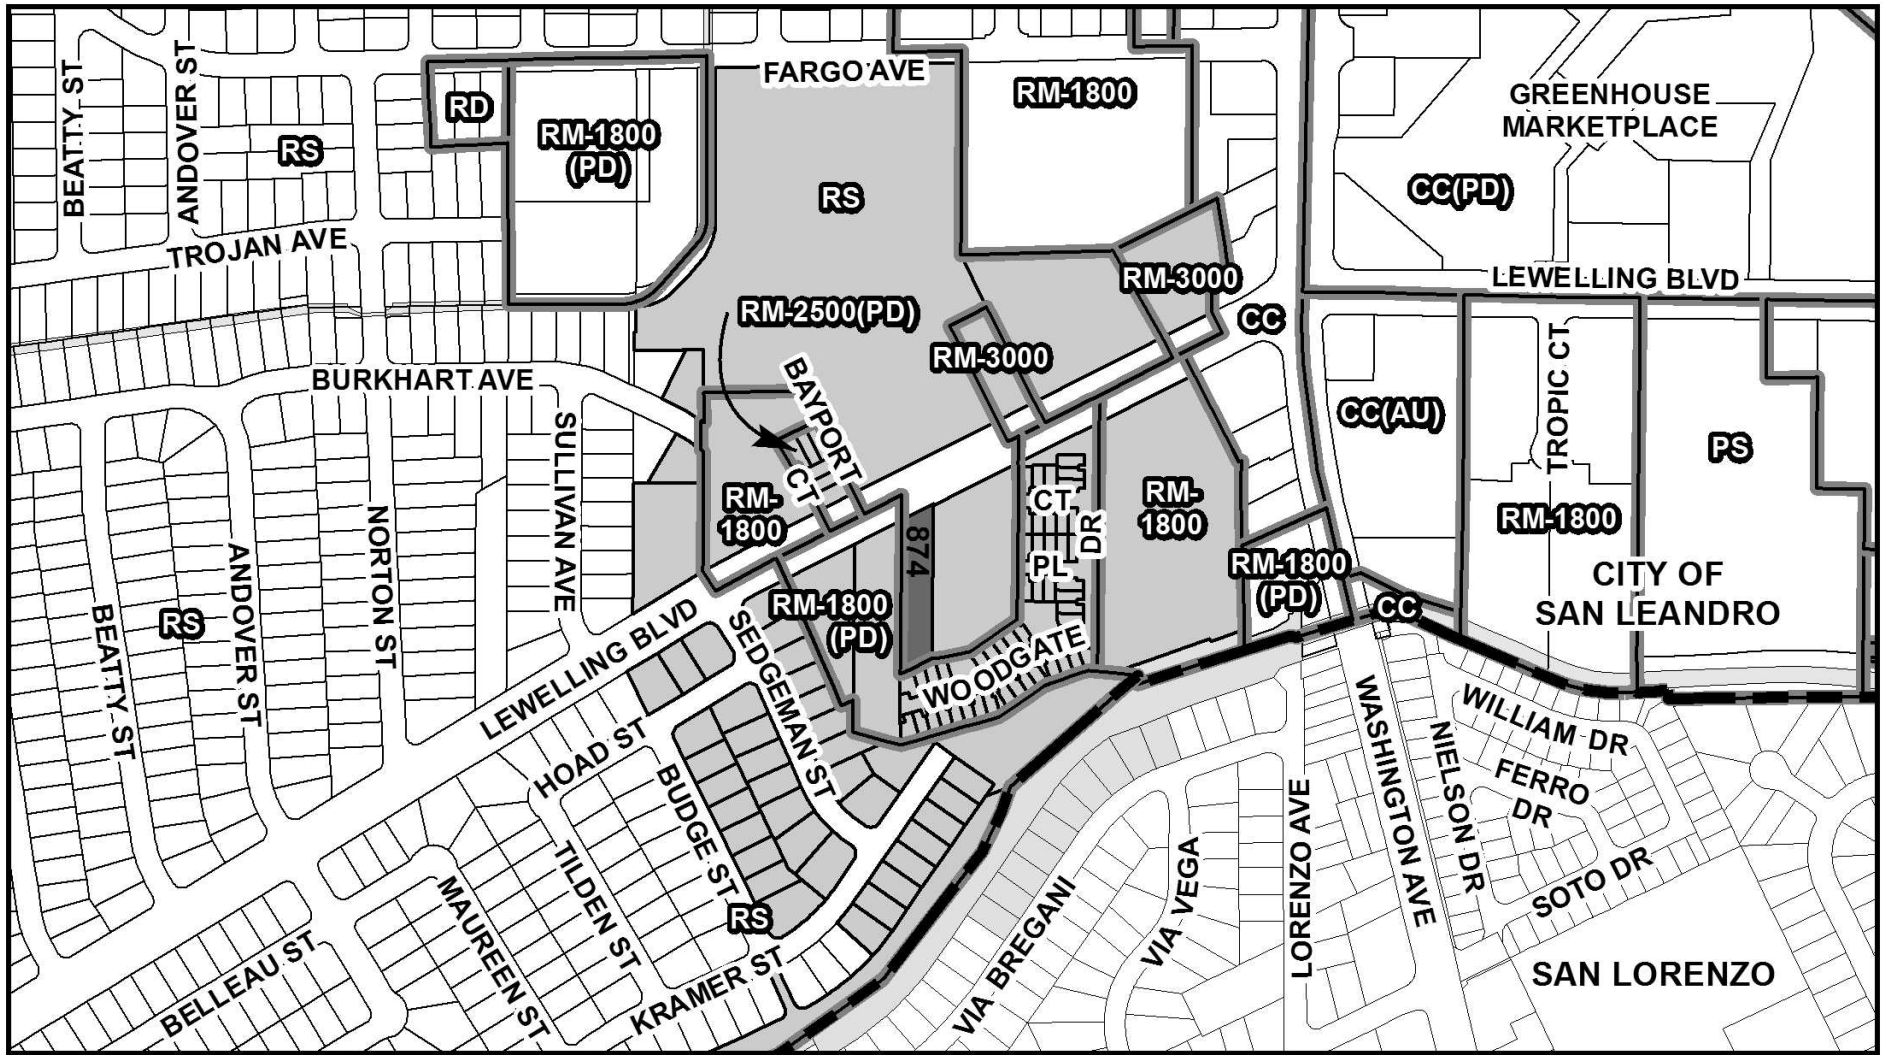 FARGO AVE
BEATTY ST
ANDOVER ST
RD
RM-1800
(PD)
RM-1800
GREENHOUSE
MARKETPLACE
RS
RS
CC(PD)
TROJAN AVE
RM-3000
LEWELLING BLVD
RM-2500(PD)
CC
RM-3000
BURKHART AVE
BAYPORT
CT
TROPIC CT
CC(AU)
SULLIVAN AVE
PS
RM-
1800
CT
RM-
1800
RM-1800
NORTON ST
874
DR
PL
RM-1800
(PD)
CITY OF
SAN LEANDRO
ANDOVER ST
BEATTY ST
RS
RM-1800
(PD)
CC
LEWELLING BLVD
SEDGEMAN ST
WOODGATE
HOAD ST
WASHINGTON AVE
WILLIAM DR
NIELSON DR
FERRO
DR
BUDGE ST
LORENZO AVE
TILDEN ST
MAUREEN ST
VIA VEGA
SOTO DR
RS
VIA BREGANI
BELLEAU ST
KRAMER ST
SAN LORENZO